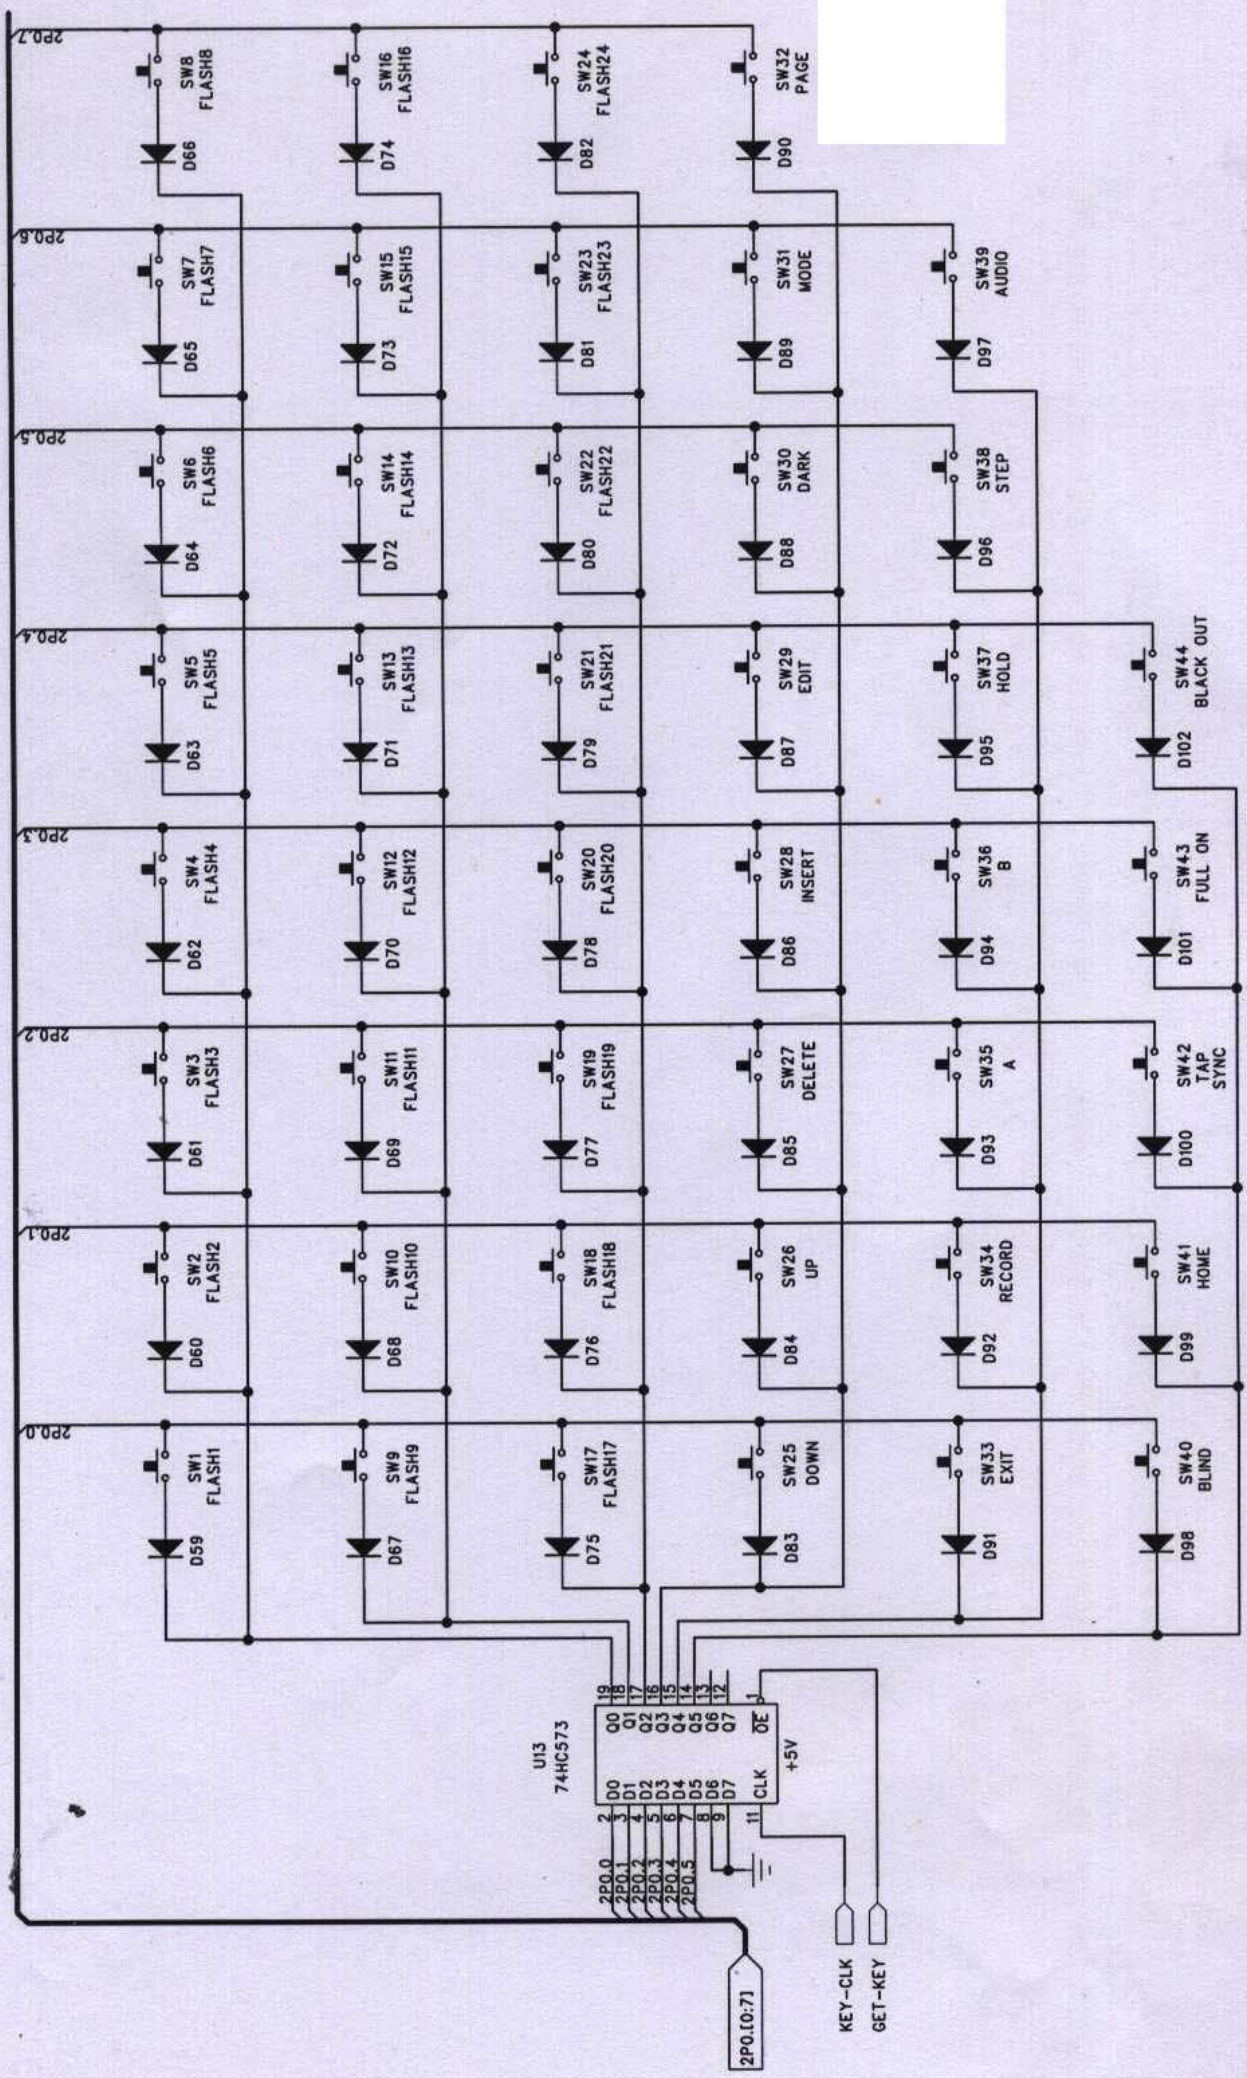 2P0.7
SW8
FLASH8
D66
SW16
FLASH16
D74
SW24
FLASH24
D82
SW32
PAGE
D90
2P0.6
SW7
FLASH7
D65
SW15
FLASH15
D73
SW23
FLASH23
D81
SW31
MODE
D89
SW39
AUDIO
D97
2P0.5
SW6
FLASH6
D64
SW14
FLASH14
D72
SW22
FLASH22
D80
SW30
DARK
D88
SW38
STEP
D96
2P0.4
SW5
FLASH5
D63
SW13
FLASH13
D71
SW21
FLASH21
D79
SW29
EDIT
D87
SW37
HOLD
D95
SW44
BLACK OUT
D102
2P0.3
SW4
FLASH4
D62
SW12
FLASH12
D70
SW20
FLASH20
D78
SW28
INSERT
D86
SW36
B
D94
SW43
FULL ON
D101
2P0.2
SW3
FLASH3
D61
SW11
FLASH11
D69
SW19
FLASH19
D77
SW27
DELETE
D85
SW35
A
D93
SW42
TAP
SYNC
D100
2P0.1
SW2
FLASH2
D60
SW10
FLASH10
D68
SW18
FLASH18
D76
SW26
UP
D84
SW34
RECORD
D92
SW41
HOME
D99
2P0.0
SW1
FLASH1
D59
SW9
FLASH9
D67
SW17
FLASH17
D75
SW25
DOWN
D83
SW33
EXIT
D91
SW40
BLIND
D98
U13
74HC573
2P0.0 2 D0 Q0 19
2P0.1 3 D1 Q1 18
2P0.2 4 D2 Q2 17
2P0.3 5 D3 Q3 16
2P0.4 6 D4 Q4 15
2P0.5 7 D5 Q5 14
8 D6 Q6 13
9 D7 Q7 12
11 CLK OE 1
+5V
2P0.[0:7]
KEY-CLK
GET-KEY